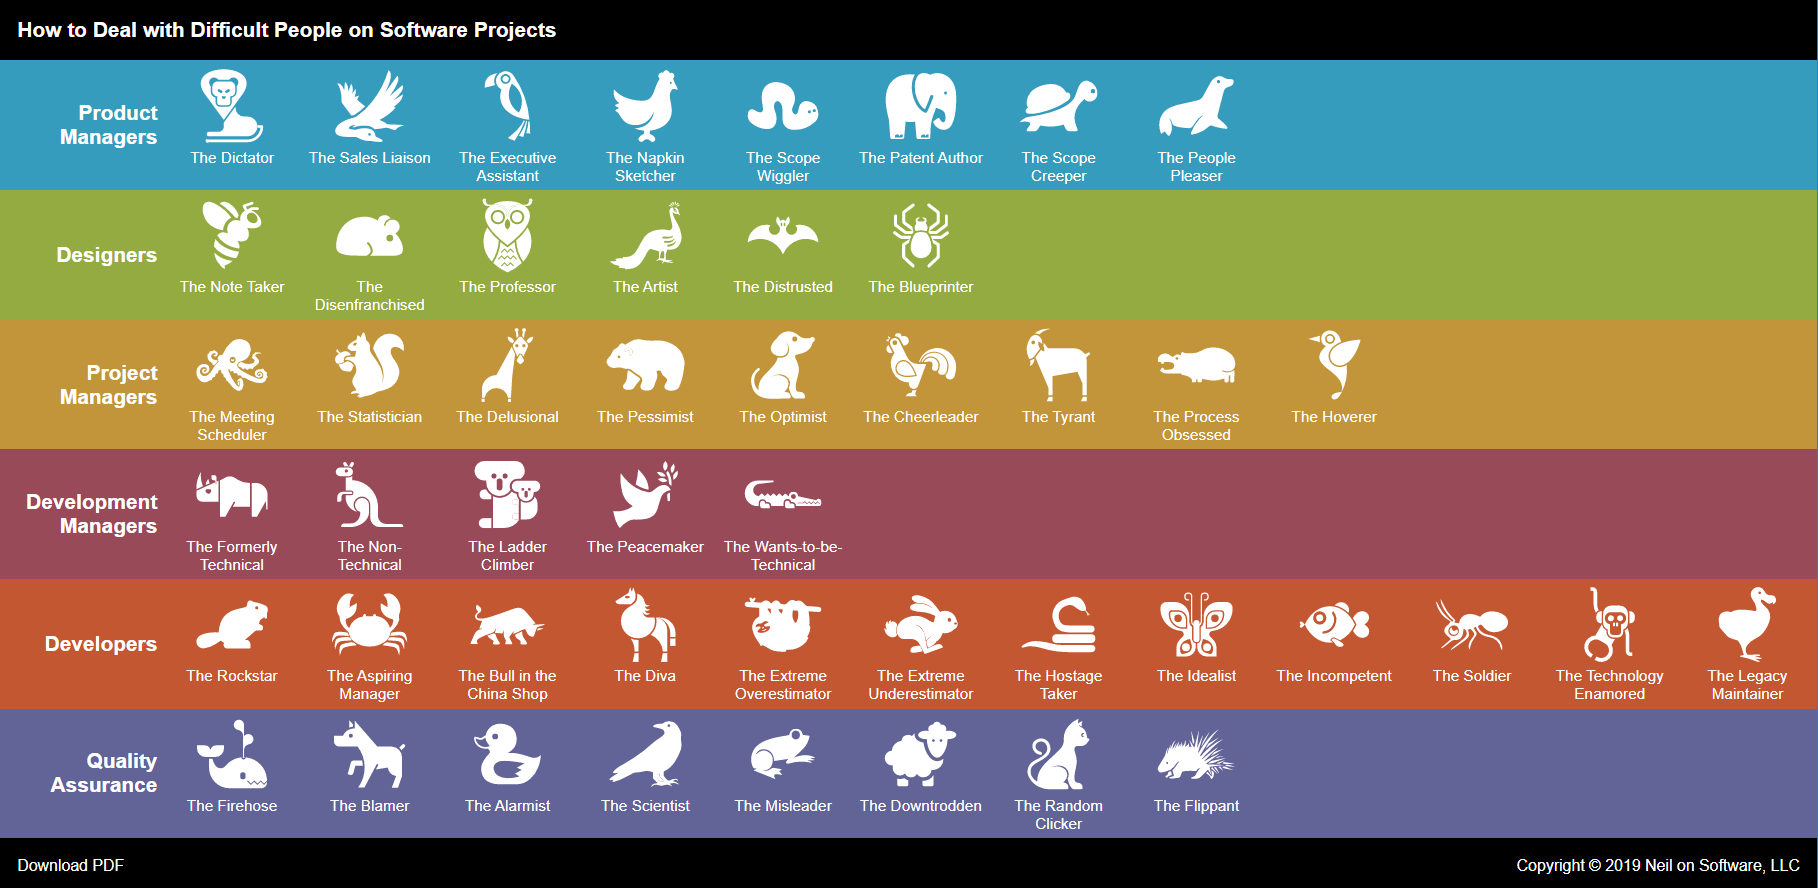 How to Deal with Difficult People on Software Projects
Product
Managers
The Dictator
The Sales Liaison
The Executive
Assistant
The Napkin
Sketcher
The Scope
Wiggler
The Patent Author
The Scope
Creeper
The People
Pleaser
Designers
The Note Taker
The
Disenfranchised
The Professor
The Artist
The Distrusted
The Blueprinter
Project
Managers
The Meeting
Scheduler
The Statistician
The Delusional
The Pessimist
The Optimist
The Cheerleader
The Tyrant
The Process
Obsessed
The Hoverer
Development
Managers
The Formerly
Technical
The Non-
Technical
The Ladder
Climber
The Peacemaker
The Wants-to-be-
Technical
Developers
The Rockstar
The Aspiring
Manager
The Bull in the
China Shop
The Diva
The Extreme
Overestimator
The Extreme
Underestimator
The Hostage
Taker
The Idealist
The Incompetent
The Soldier
The Technology
Enamored
The Legacy
Maintainer
Quality
Assurance
The Firehose
The Blamer
The Alarmist
The Scientist
The Misleader
The Downtrodden
The Random
Clicker
The Flippant
Download PDF
Copyright © 2019 Neil on Software, LLC